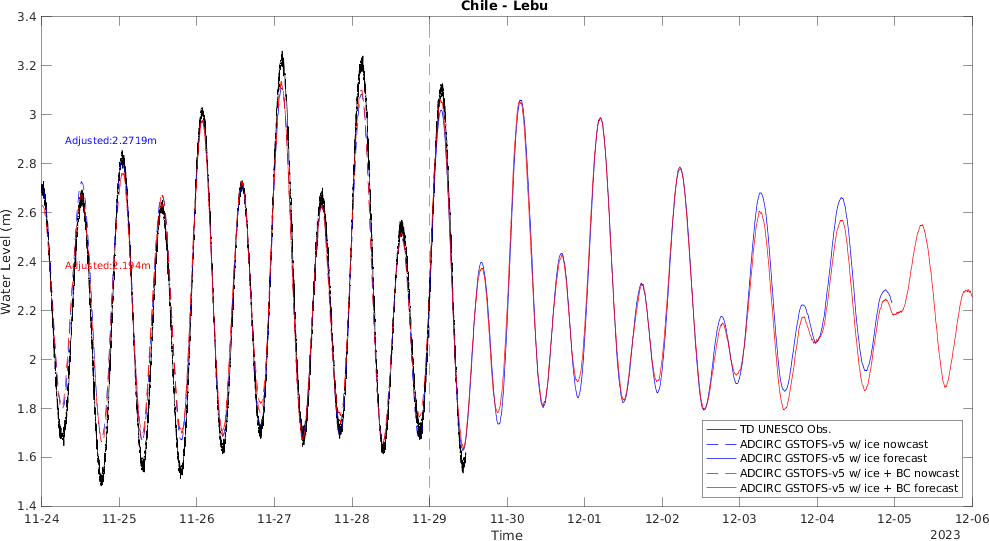 Chile - Lebu
3.4
3.2
3
2.8
2.6
2.4
2.2
2
1.8
1.6
1.4
Water Level (m)
Adjusted:2.2719m
Adjusted:2.194m
TD UNESCO Obs.
ADCIRC GSTOFS-v5 w/ ice nowcast
ADCIRC GSTOFS-v5 w/ ice forecast
ADCIRC GSTOFS-v5 w/ ice + BC nowcast
ADCIRC GSTOFS-v5 w/ ice + BC forecast
11-24 11-25 11-26 11-27 11-28 11-29 11-30 12-01 12-02 12-03 12-04 12-05 12-06
Time
2023